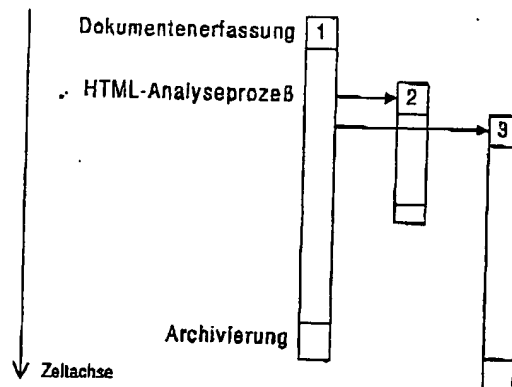 Dokumentenerfassung 1
HTML-Analyseprozeß 2
3
Archivierung
Zeitachse